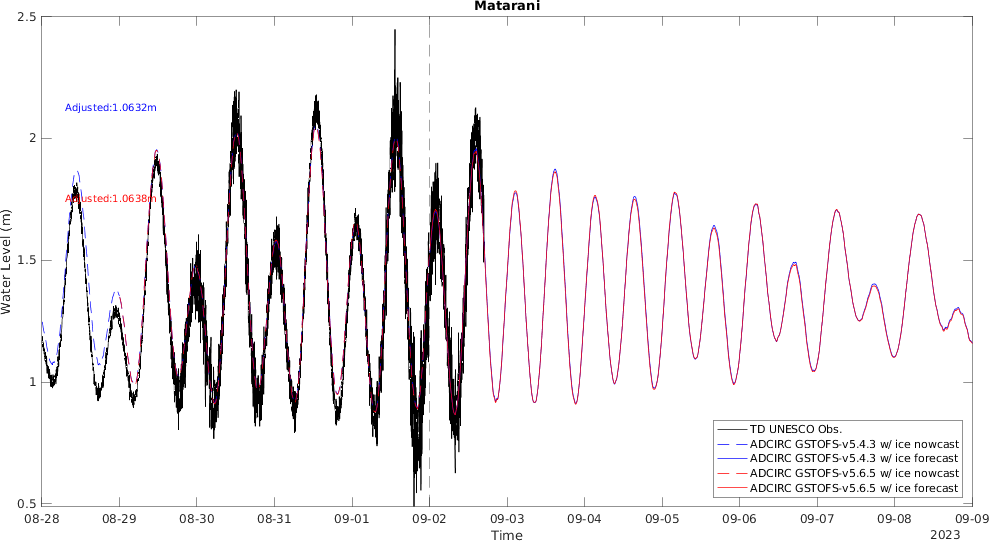 Matarani
2.5
2
1.5
1
0.5
Water Level (m)
Adjusted:1.0632m
Adjusted:1.0638m
TD UNESCO Obs.
ADCIRC GSTOFS-v5.4.3 w/ ice nowcast
ADCIRC GSTOFS-v5.4.3 w/ ice forecast
ADCIRC GSTOFS-v5.6.5 w/ ice nowcast
ADCIRC GSTOFS-v5.6.5 w/ ice forecast
08-28 08-29 08-30 08-31 09-01 09-02 09-03 09-04 09-05 09-06 09-07 09-08 09-09
Time
2023